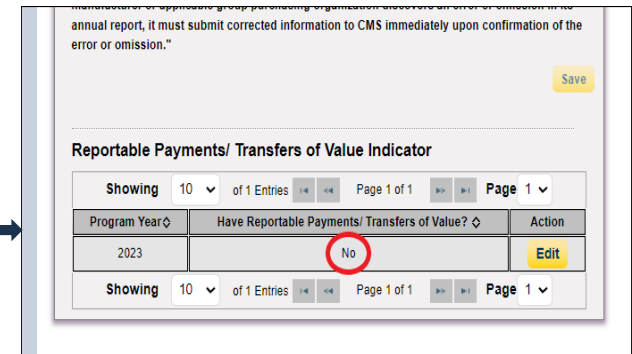 annual report, it must submit corrected information to CMS immediately upon confirmation of the
error or omission."
Save
Reportable Payments/ Transfers of Value Indicator
Showing 10 of 1 Entries Page 1 of 1 Page 1
Program Year Have Reportable Payments/ Transfers of Value? Action
2023 No Edit
Showing 10 of 1 Entries Page 1 of 1 Page 1